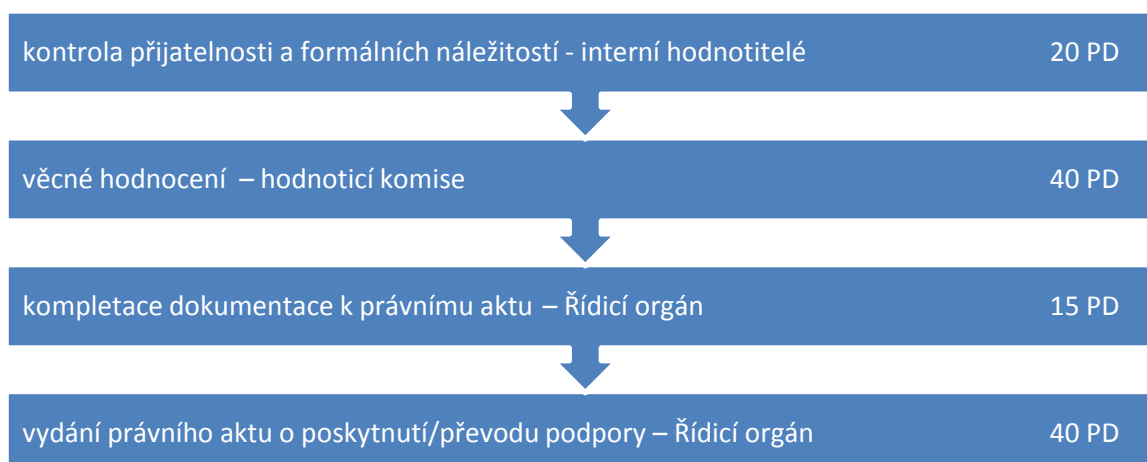 kontrola přijatelnosti a formálních náležitostí - interní hodnotitelé 20 PD
věcné hodnocení – hodnoticí komise 40 PD
kompletace dokumentace k právnímu aktu – Řídicí orgán 15 PD
vydání právního aktu o poskytnutí/převodu podpory – Řídicí orgán 40 PD